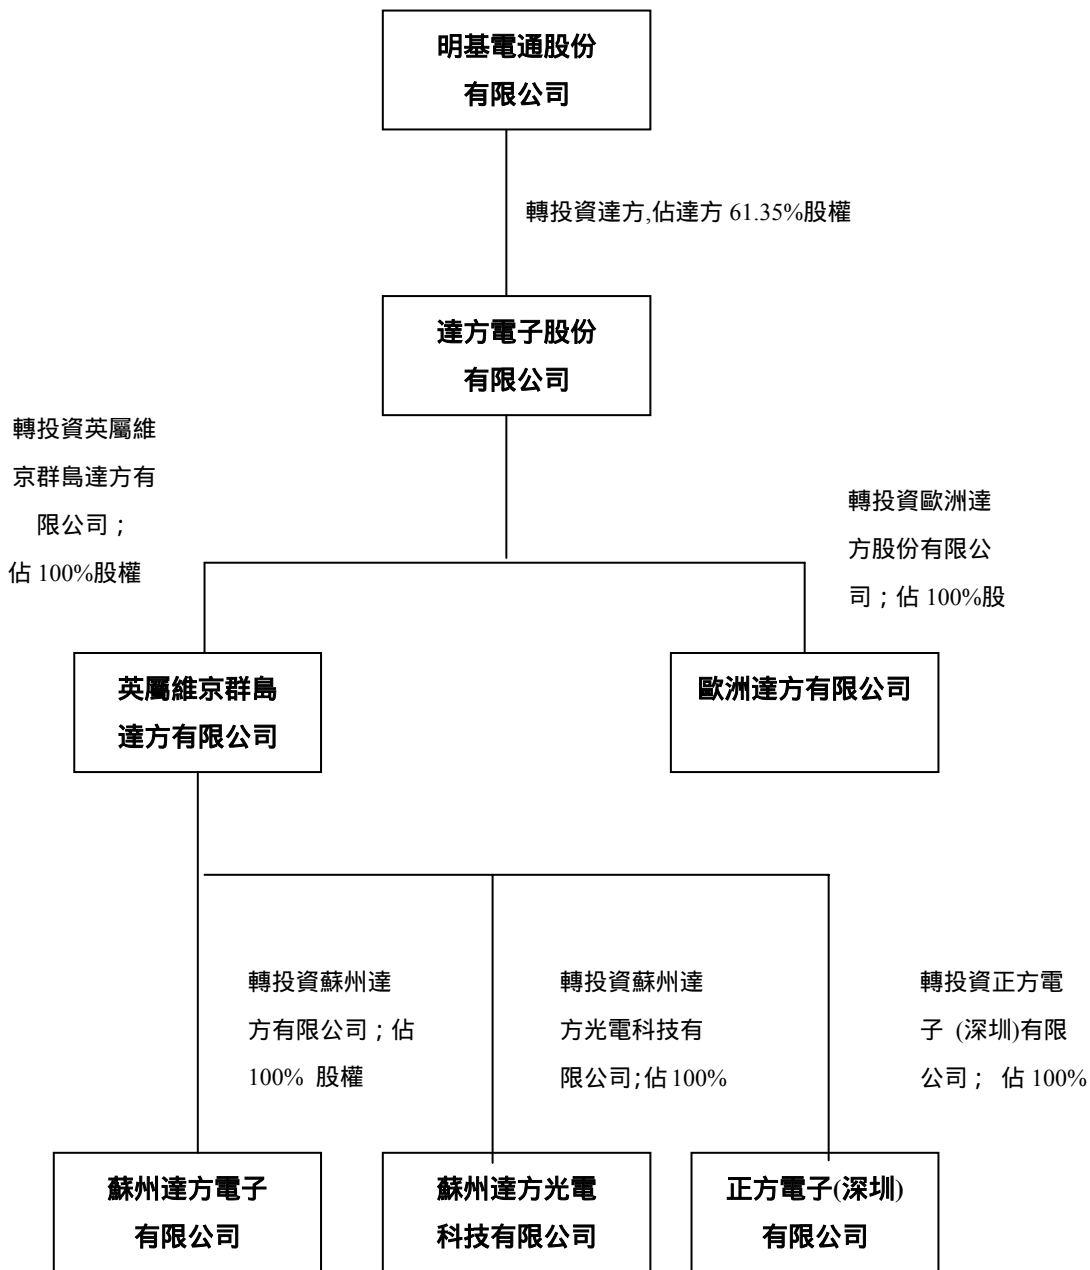 明基電通股份
有限公司
轉投資達方,佔達方 61.35%股權
達方電子股份
有限公司
轉投資英屬維
京群島達方有
限公司；
佔 100%股權
轉投資歐洲達
方股份有限公
司；佔 100%股
英屬維京群島
達方有限公司
歐洲達方有限公司
轉投資蘇州達
方有限公司；佔
100% 股權
轉投資蘇州達
方光電科技有
限公司;佔 100%
轉投資正方電
子 (深圳)有限
公司； 佔 100%
蘇州達方電子
有限公司
蘇州達方光電
科技有限公司
正方電子(深圳)
有限公司